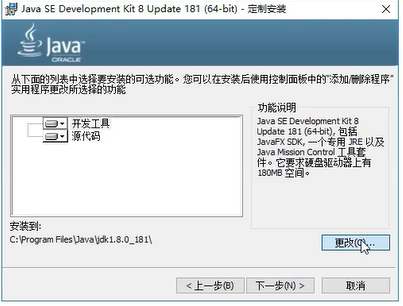 Java SE Development Kit 8 Update 181 (64-bit) - 定制安装
Java
ORACLE
从下面的列表中选择要安装的可选功能。您可以在安装后使用控制面板中的“添加/删除程序”
实用程序更改所选择的功能
开发工具
源代码
功能说明
Java SE Development Kit 8
Update 181 (64-bit), 包括
JavaFX SDK, 一个专用 JRE 以及
Java Mission Control 工具套
件。它要求硬盘驱动器上有
180MB 空间。
安装到:
C:\Program Files\Java\jdk1.8.0_181\
更改(C)...
< 上一步(B)
下一步(N) >
取消